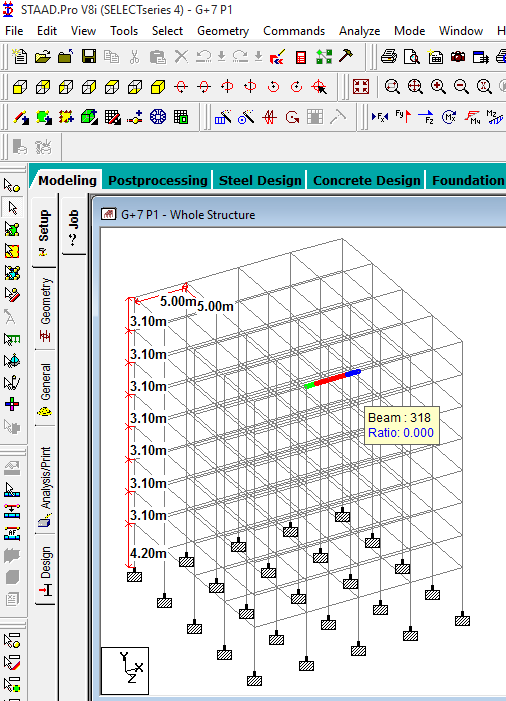 STAAD.Pro V8i (SELECTseries 4) - G+7 P1
File Edit View Tools Select Geometry Commands Analyze Mode Window
Modeling Postprocessing Steel Design Concrete Design Foundation
Setup
Job
Geometry
General
Analysis/Print
Design
G+7 P1 - Whole Structure
5.00m 5.00m
3.10m
3.10m
3.10m
3.10m
3.10m
3.10m
3.10m
4.20m
Beam : 318
Ratio: 0.000
Y
X
Z